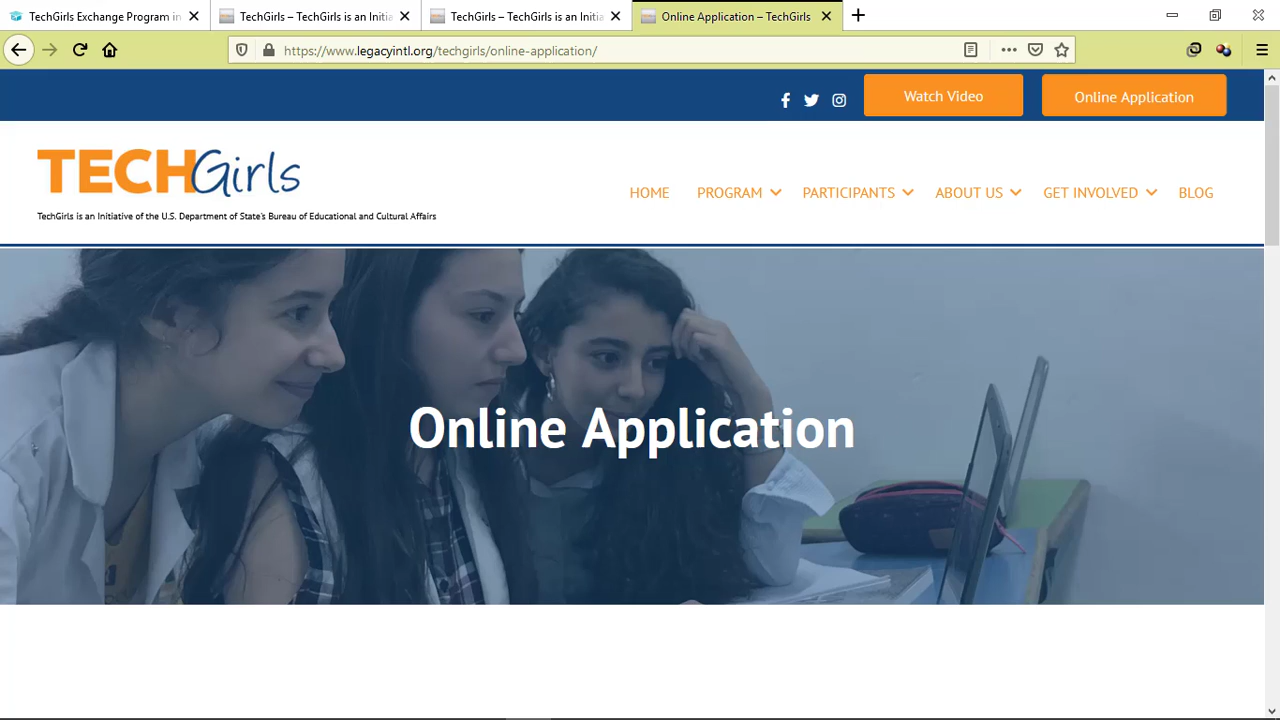 TechGirls Exchange Program in
TechGirls – TechGirls is an Initia
TechGirls – TechGirls is an Initia
Online Application – TechGirls
https://www.legacyintl.org/techgirls/online-application/
Watch Video
Online Application
TECHGirls
TechGirls is an Initiative of the U.S. Department of State's Bureau of Educational and Cultural Affairs
HOME PROGRAM PARTICIPANTS ABOUT US GET INVOLVED BLOG
Online Application